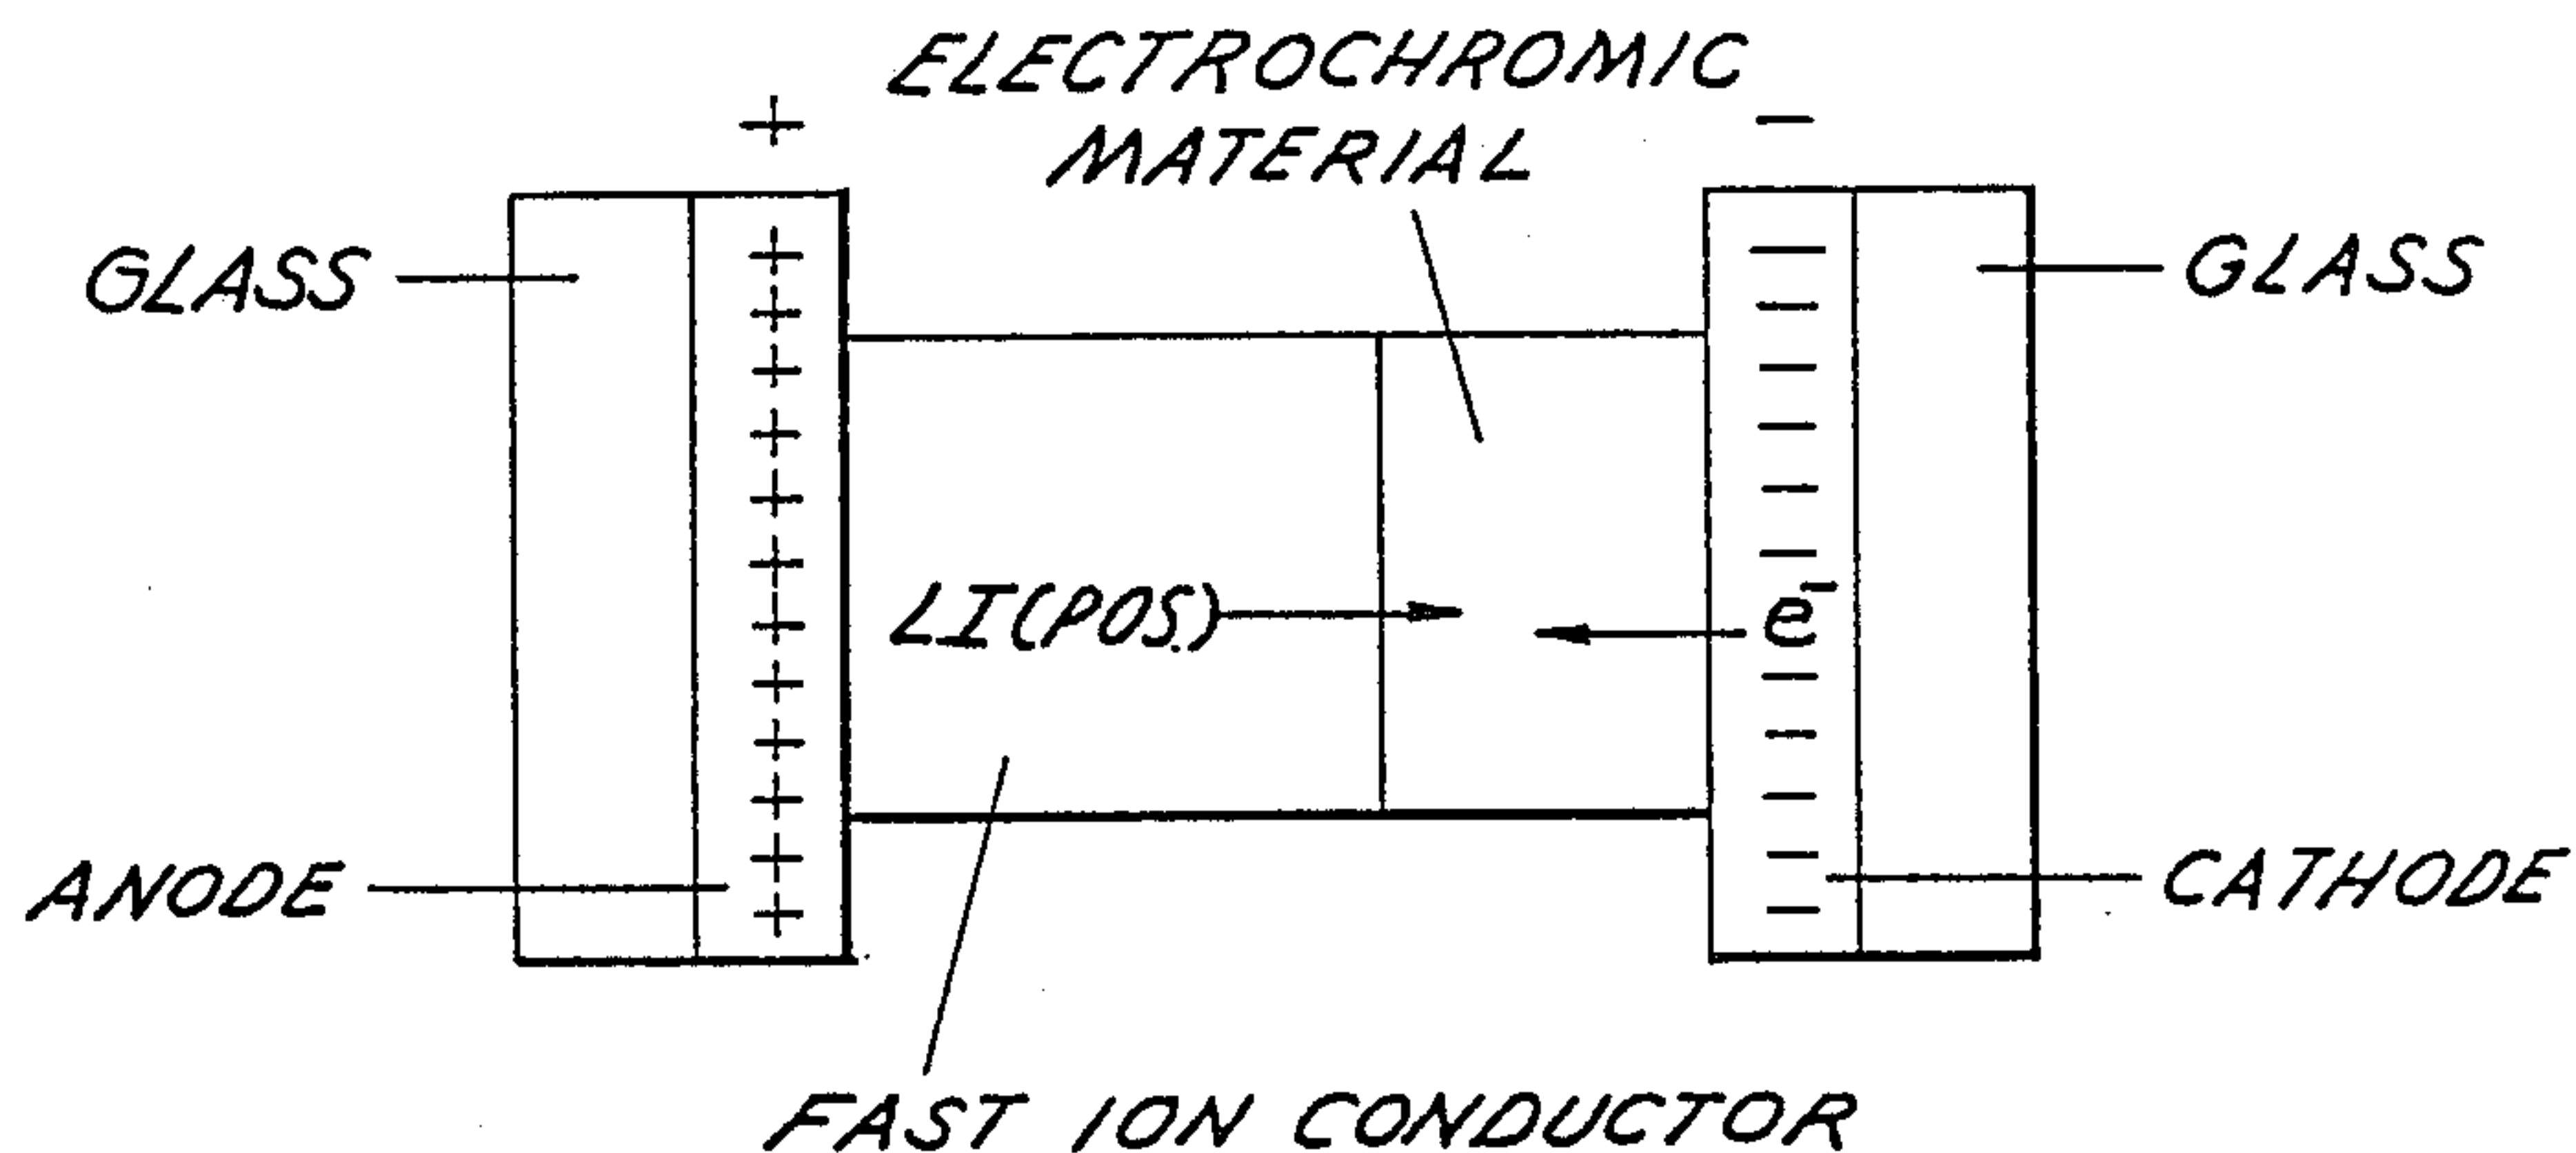 ELECTROCHROMIC
MATERIAL
+
−
GLASS
GLASS
+
+
+
+
+
+
+
+
+
+
+
+
−
−
−
−
−
−
LI(POS.)
e⁻
−
−
−
−
−
ANODE
CATHODE
FAST ION CONDUCTOR